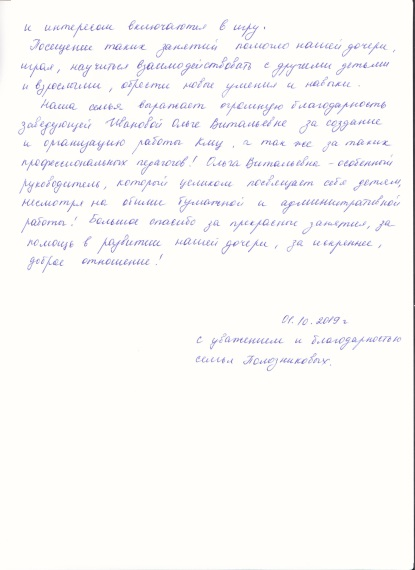 и интересом включаются в игру.
Посещение таких занятий помогло нашей дочери,
играя, научиться взаимодействовать с другими детьми
и взрослыми, обрести новые умения и навыки.
Наша семья выражает огромную благодарность
заведующей Ивановой Ольге Витальевне за создание
и организацию работы Кмц, а так же за таких
профессиональных педагогов! Ольга Витальевна - особенный
руководитель, который целиком посвящает себя детям,
несмотря на обилие бумажной и административной
работы! Большое спасибо за прекрасные занятия, за
помощь в развитии нашей дочери, за искреннее,
доброе отношение!
01.10.2019 г
с уважением и благодарностью
семья Полозниковых.